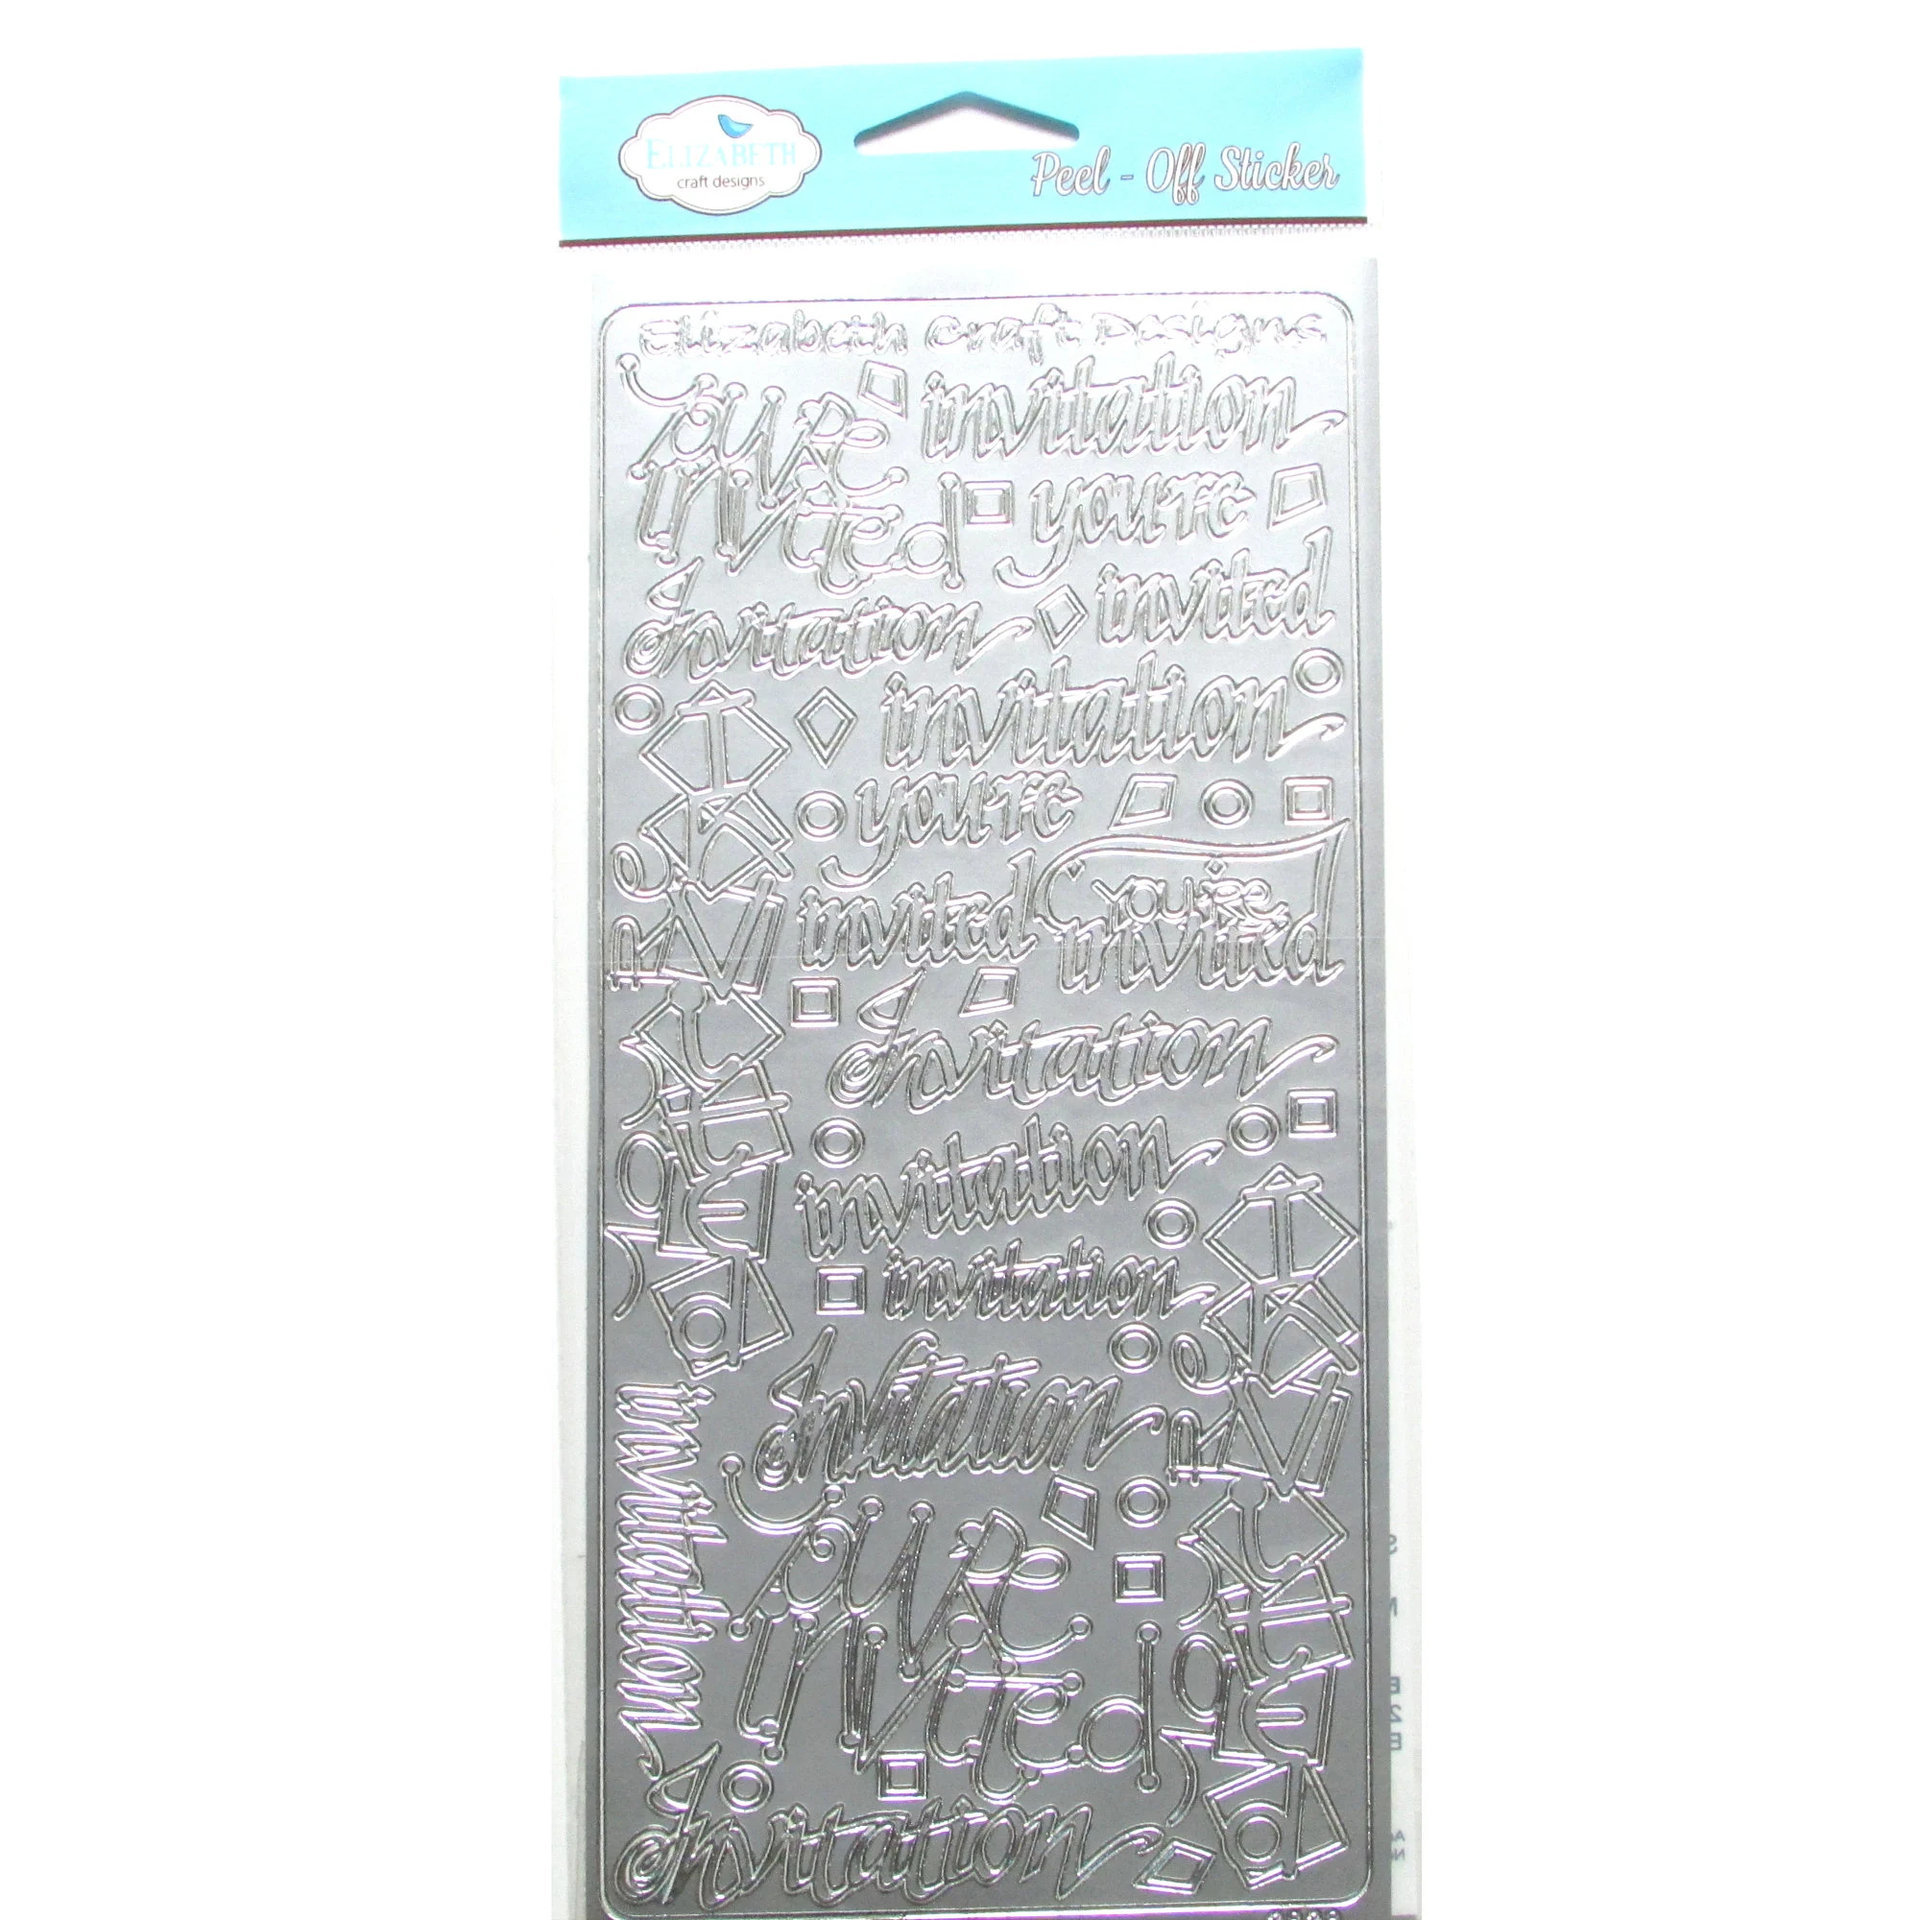 ELIZABETH
craft designs
Peel - Off Sticker
Elizabeth Craft Designs
you're
invited
invitation
you're
invited
Invitation
invitation
you're
invited
you're
invited
Invitation
invitation
invitation
Invitation
invitation
you're
invited
Invitation